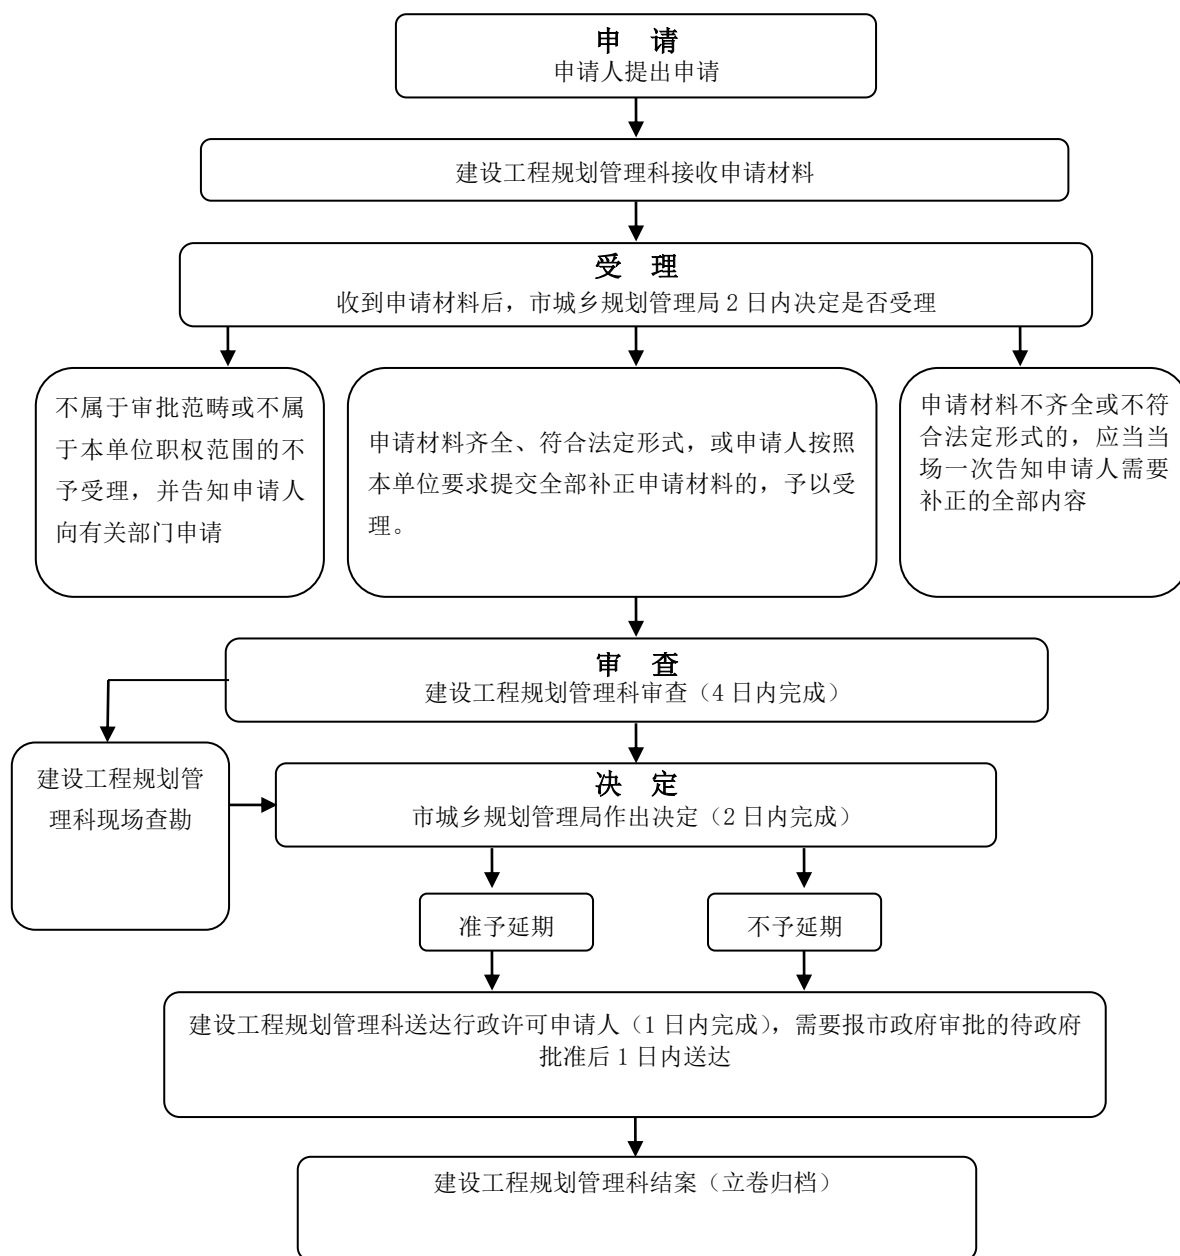 申 请
申请人提出申请
建设工程规划管理科接收申请材料
受 理
收到申请材料后，市城乡规划管理局 2 日内决定是否受理
不属于审批范畴或不属
于本单位职权范围的不
予受理，并告知申请人
向有关部门申请
申请材料齐全、符合法定形式，或申请人按照
本单位要求提交全部补正申请材料的，予以受
理。
申请材料不齐全或不符
合法定形式的，应当当
场一次告知申请人需要
补正的全部内容
审 查
建设工程规划管理科审查（4 日内完成）
建设工程规划管
理科现场查勘
决 定
市城乡规划管理局作出决定（2 日内完成）
准予延期
不予延期
建设工程规划管理科送达行政许可申请人（1 日内完成），需要报市政府审批的待政府
批准后 1 日内送达
建设工程规划管理科结案（立卷归档）